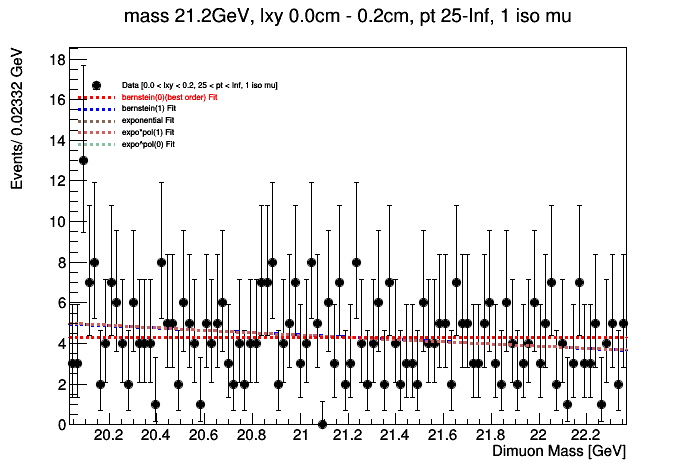 mass 21.2GeV, lxy 0.0cm - 0.2cm, pt 25-Inf, 1 iso mu
Events/ 0.02332 GeV
18
16
14
12
10
8
6
4
2
0
Data [0.0 < lxy < 0.2, 25 < pt < Inf, 1 iso mu]
bernstein(0)(best order) Fit
bernstein(1) Fit
exponential Fit
expo*pol(1) Fit
expo^pol(0) Fit
20.2 20.4 20.6 20.8 21 21.2 21.4 21.6 21.8 22 22.2
Dimuon Mass [GeV]